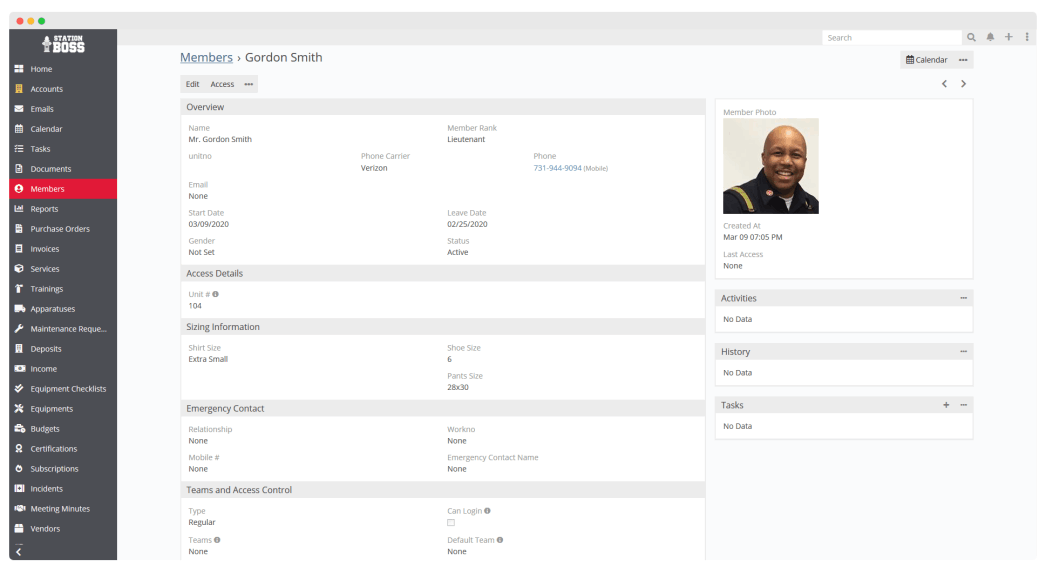 STATION
BOSS
Search
Home
Accounts
Emails
Calendar
Tasks
Documents
Members
Reports
Purchase Orders
Invoices
Services
Trainings
Apparatuses
Maintenance Reque...
Deposits
Income
Equipment Checklists
Equipments
Budgets
Certifications
Subscriptions
Incidents
Meeting Minutes
Vendors
Members › Gordon Smith
Calendar
Edit Access
Overview
Name Member Rank
Mr. Gordon Smith Lieutenant
unitno Phone Carrier Phone
Verizon 731-944-9094 (Mobile)
Email
None
Start Date Leave Date
03/09/2020 02/25/2020
Gender Status
Not Set Active
Access Details
Unit #
104
Sizing Information
Shirt Size Shoe Size
Extra Small 6
Pants Size
28x30
Emergency Contact
Relationship Workno
None None
Mobile # Emergency Contact Name
None None
Teams and Access Control
Type Can Login
Regular
Teams Default Team
None None
Member Photo
Created At
Mar 09 07:05 PM
Last Access
None
Activities
No Data
History
No Data
Tasks
No Data